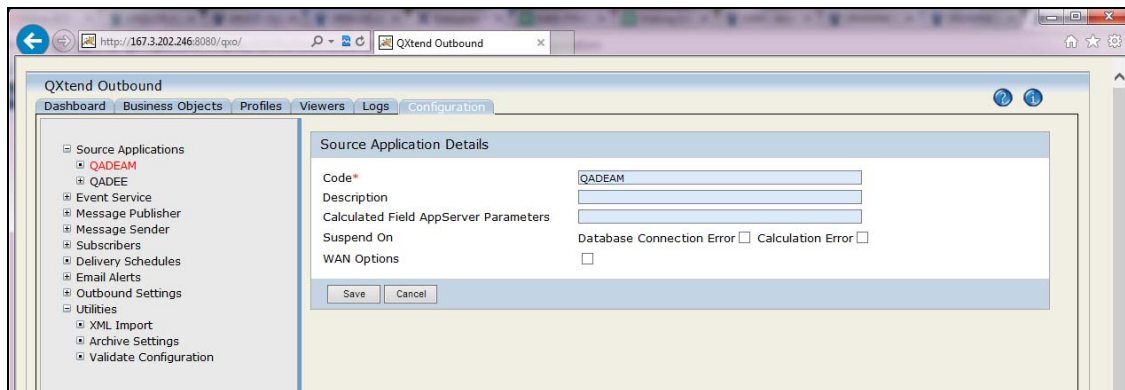 http://167.3.202.246:8080/qxo/
QXtend Outbound
QXtend Outbound
Dashboard Business Objects Profiles Viewers Logs Configuration
Source Applications
QADEAM
QADEE
Event Service
Message Publisher
Message Sender
Subscribers
Delivery Schedules
Email Alerts
Outbound Settings
Utilities
XML Import
Archive Settings
Validate Configuration
Source Application Details
Code* QADEAM
Description
Calculated Field AppServer Parameters
Suspend On Database Connection Error Calculation Error
WAN Options
Save Cancel